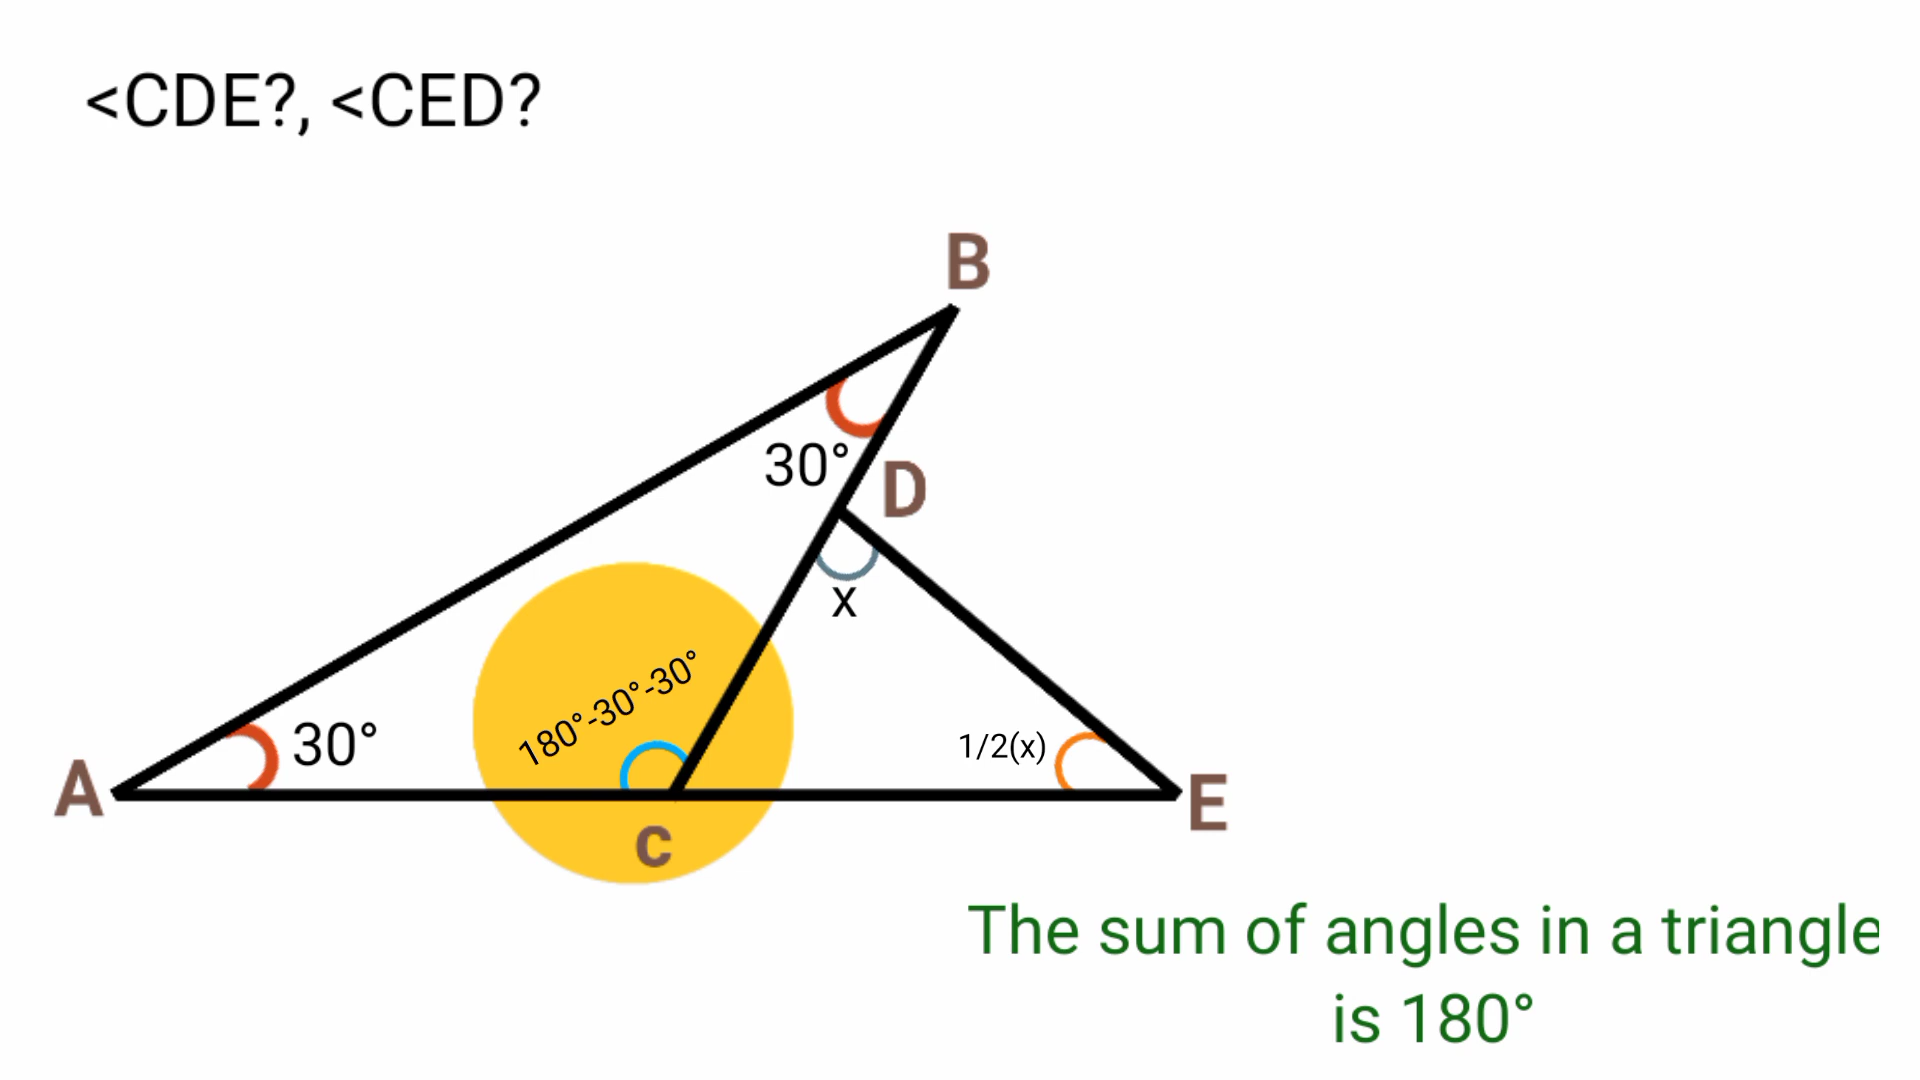 <CDE?, <CED?
B
30°
D
x
180°-30°-30°
30°
1/2(x)
A
E
c
The sum of angles in a triangle
is 180°